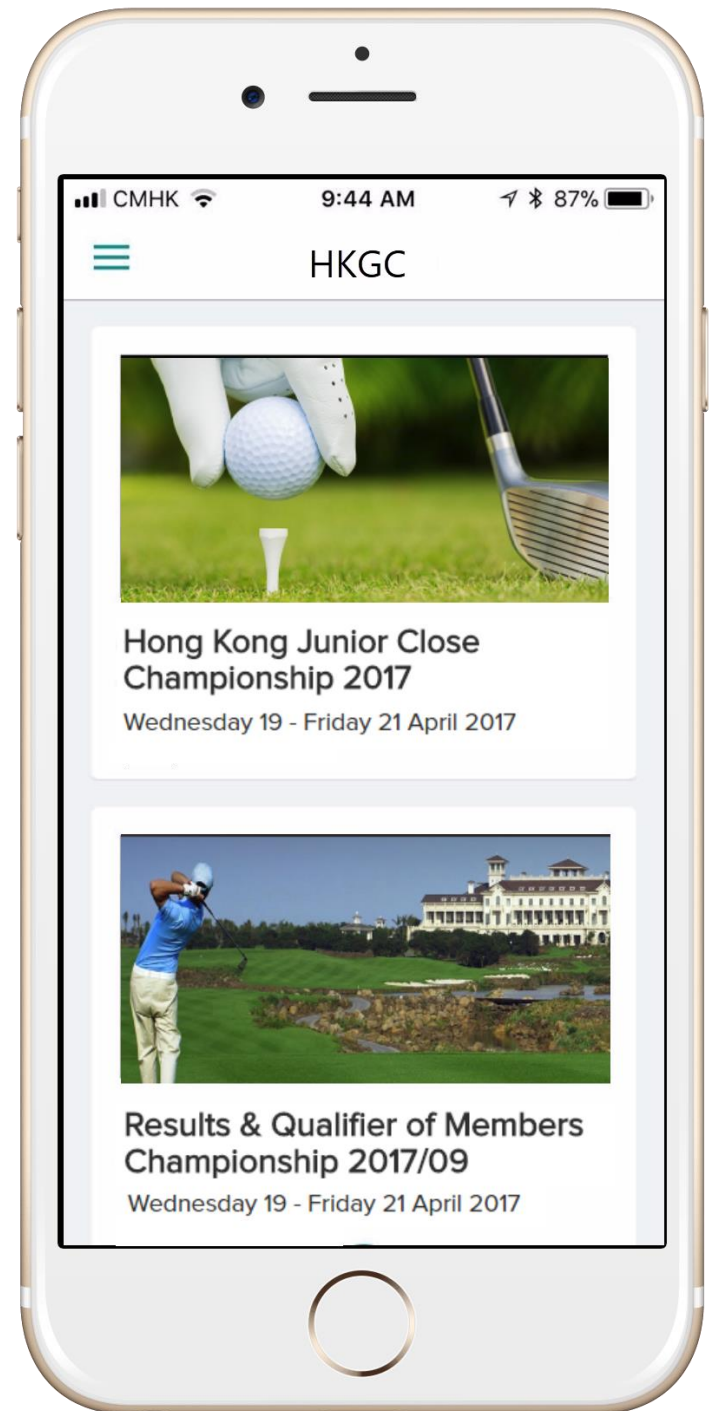 CMHK 9:44 AM 87%
HKGC
Hong Kong Junior Close
Championship 2017
Wednesday 19 - Friday 21 April 2017
Results & Qualifier of Members
Championship 2017/09
Wednesday 19 - Friday 21 April 2017